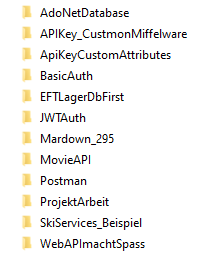 AdoNetDatabase
APIKey_CustmonMiffelware
ApiKeyCustomAttributes
BasicAuth
EFTLagerDbFirst
JWTAuth
Mardown_295
MovieAPI
Postman
ProjektArbeit
SkiServices_Beispiel
WebAPImachtSpass